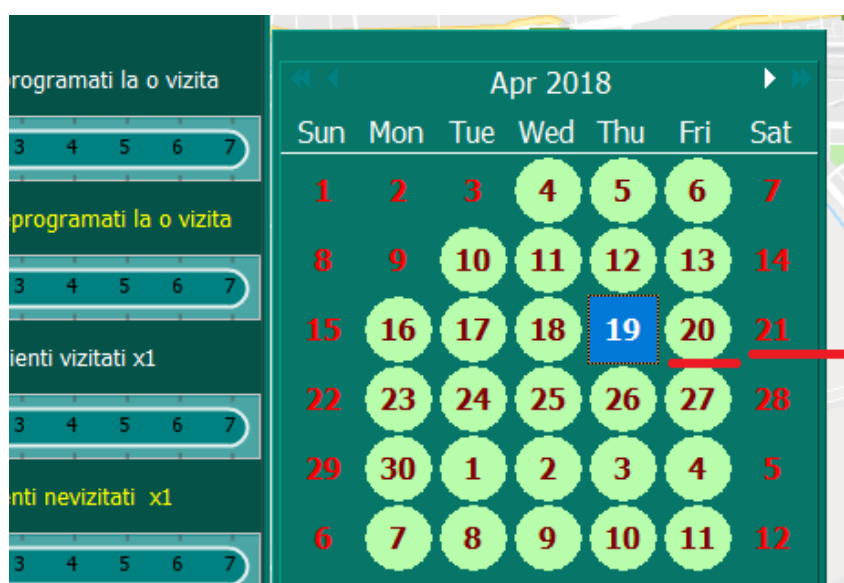 rogramati la o vizita
3 4 5 6 7
eprogramati la o vizita
3 4 5 6 7
ienti vizitati x1
3 4 5 6 7
nti nevizitati x1
3 4 5 6 7
Apr 2018
Sun Mon Tue Wed Thu Fri Sat
1 2 3 4 5 6 7
8 9 10 11 12 13 14
15 16 17 18 19 20 21
22 23 24 25 26 27 28
29 30 1 2 3 4 5
6 7 8 9 10 11 12